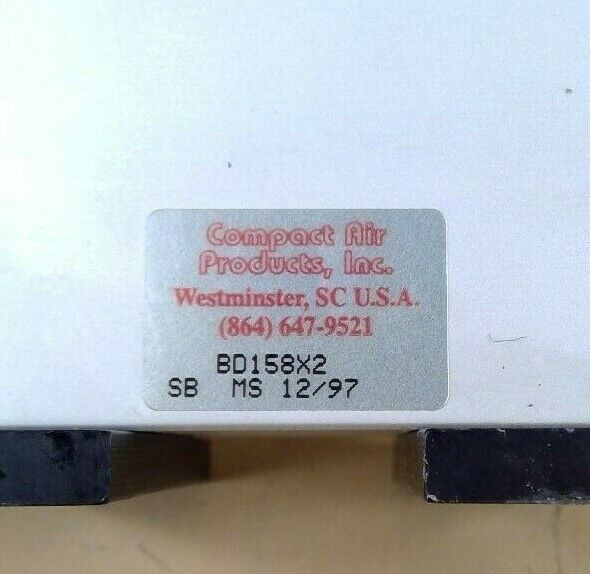 Compact Air
Products, Inc.
Westminster, SC U.S.A.
(864) 647-9521
BD158X2
SB MS 12/97